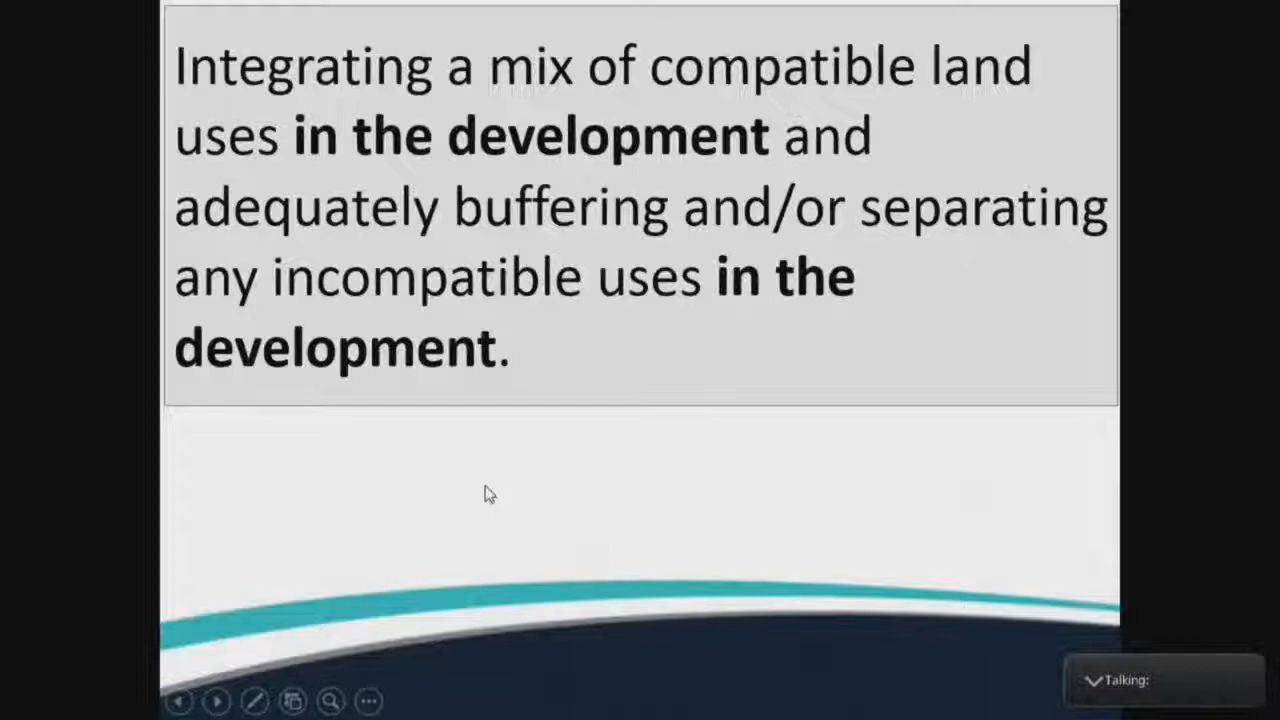 Integrating a mix of compatible land
uses in the development and
adequately buffering and/or separating
any incompatible uses in the
development.
Talking: